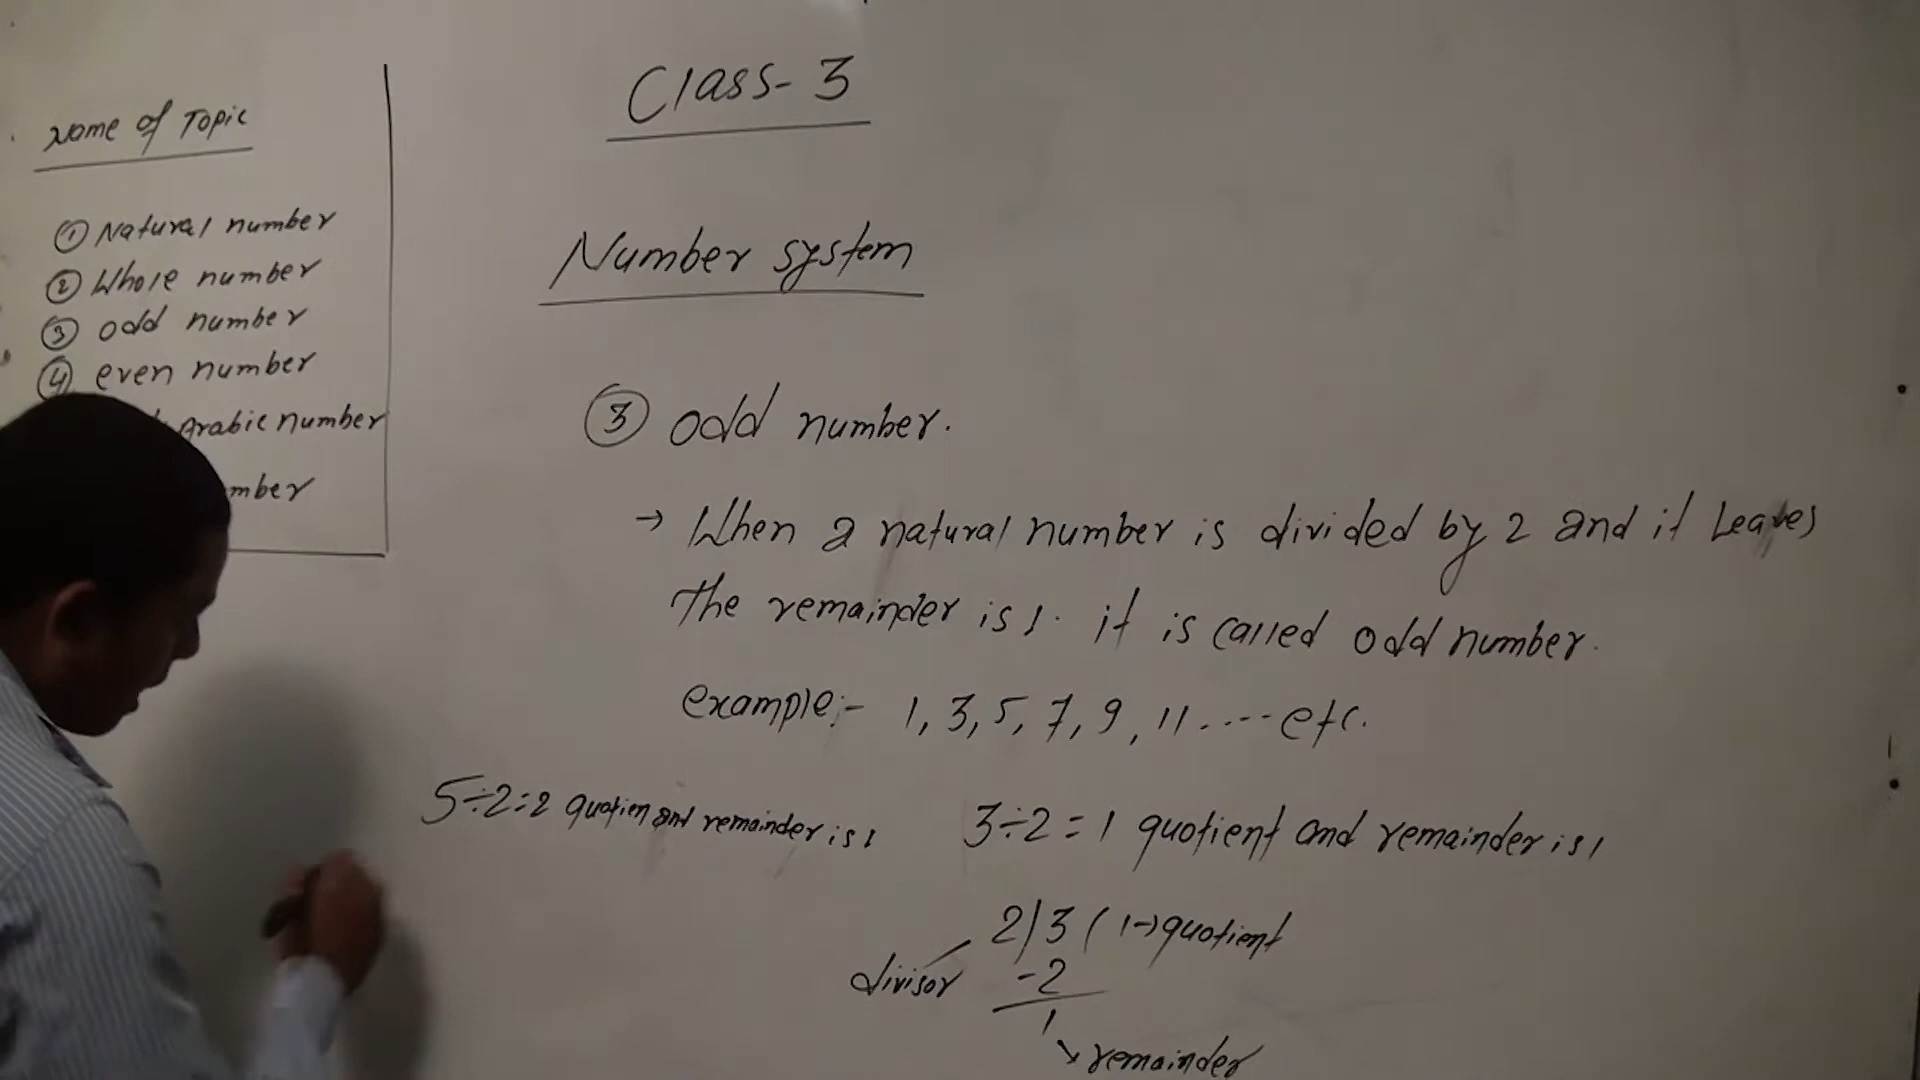 Name of Topic
① Natural number
② Whole number
③ odd number
④ even number
Arabic number
mber
Class- 3
Number system
③ odd number.
→ When a natural number is divided by 2 and it Leaves
the remainder is 1. it is called odd number.
example:- 1, 3, 5, 7, 9, 11 .... etc.
5÷2=2 quotien and remainder is 1
3÷2 = 1 quotient and remainder is 1
2)3(1→quotient
divisor -2
1
↘ remainder